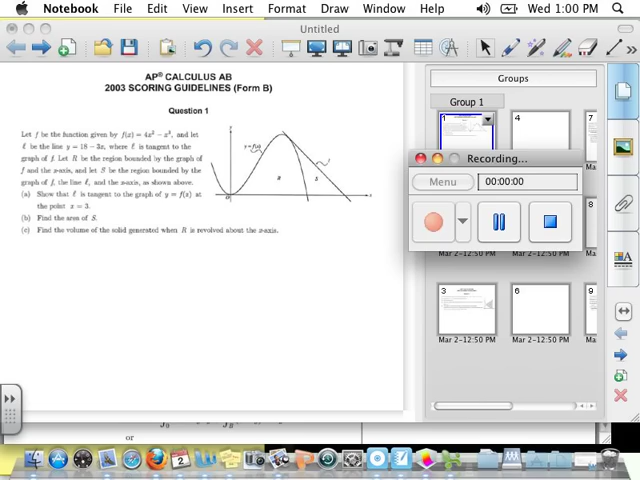 Notebook File Edit View Insert Format Draw Window Help Wed 1:00 PM
Untitled
AP® CALCULUS AB
2003 SCORING GUIDELINES (Form B)
Question 1
Let f be the function given by f(x) = 4x² − x³, and let
ℓ be the line y = 18 − 3x, where ℓ is tangent to the
graph of f. Let R be the region bounded by the graph of
f and the x-axis, and let S be the region bounded by the
graph of f, the line ℓ, and the x-axis, as shown above.
(a) Show that ℓ is tangent to the graph of y = f(x) at
the point x = 3.
(b) Find the area of S.
(c) Find the volume of the solid generated when R is revolved about the x-axis.
y = f(x)
R
S
Groups
Group 1
1
4
7
Recording...
Menu
00:00:00
8
Mar 2-12:50 PM Mar 2-12:50 PM Mar 2
3
6
9
Mar 2-12:50 PM Mar 2-12:50 PM Mar 2
or
2